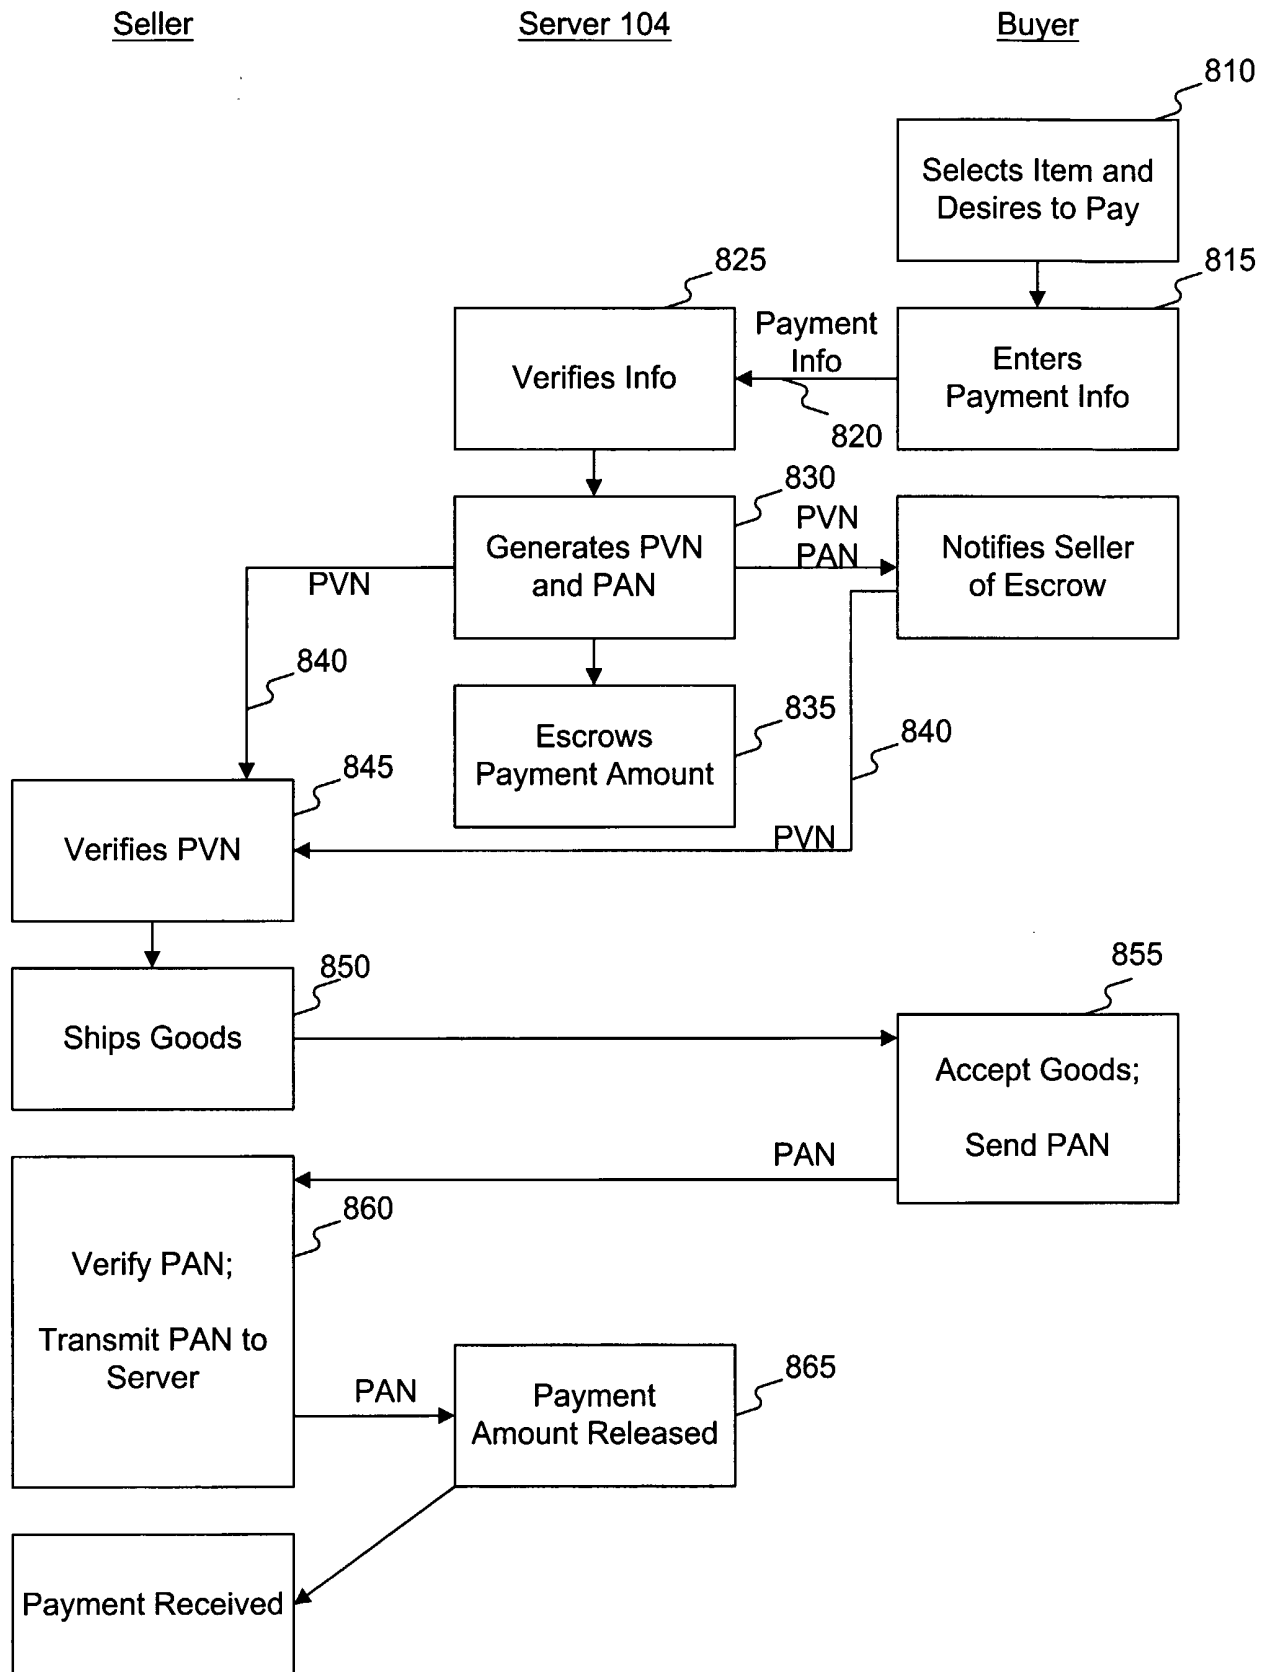 Seller
Server 104
Buyer
810
Selects Item and
Desires to Pay
825
815
Payment
Info
Verifies Info
Enters
Payment Info
820
830
PVN
PAN
Generates PVN
and PAN
Notifies Seller
of Escrow
PVN
840
835
Escrows
Payment Amount
840
845
Verifies PVN
PVN
850
855
Ships Goods
Accept Goods;
Send PAN
PAN
860
Verify PAN;
Transmit PAN to
Server
PAN
865
Payment
Amount Released
Payment Received